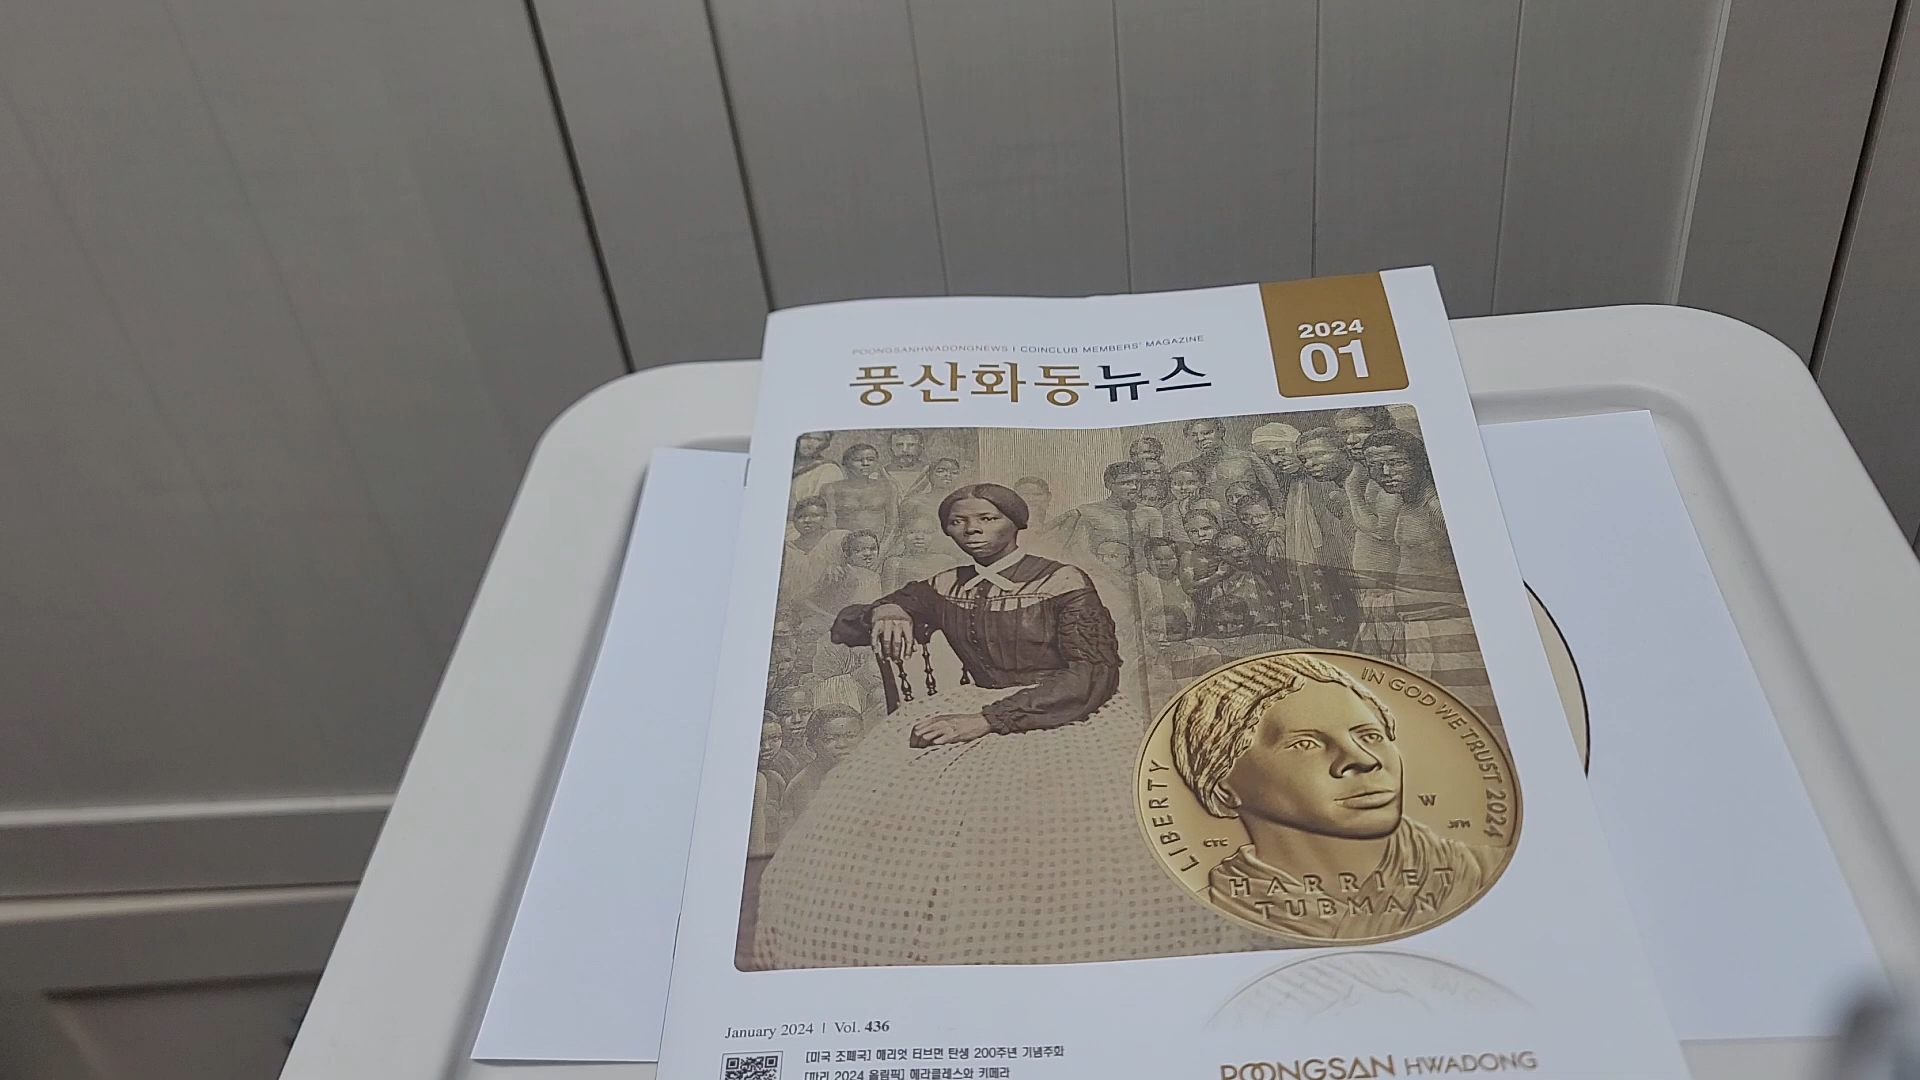 POONGSANHWADONGNEWS | COINCLUB MEMBERS' MAGAZINE
풍산화동뉴스
2024
01
IN GOD WE TRUST 2024
LIBERTY
W
JFM
CTC
HARRIET
TUBMAN
January 2024 | Vol. 436
[미국 조폐국] 해리엇 터브먼 탄생 200주년 기념주화
[파리 2024 올림픽] 헤라클레스와 키메라
POONGSAN HWADONG